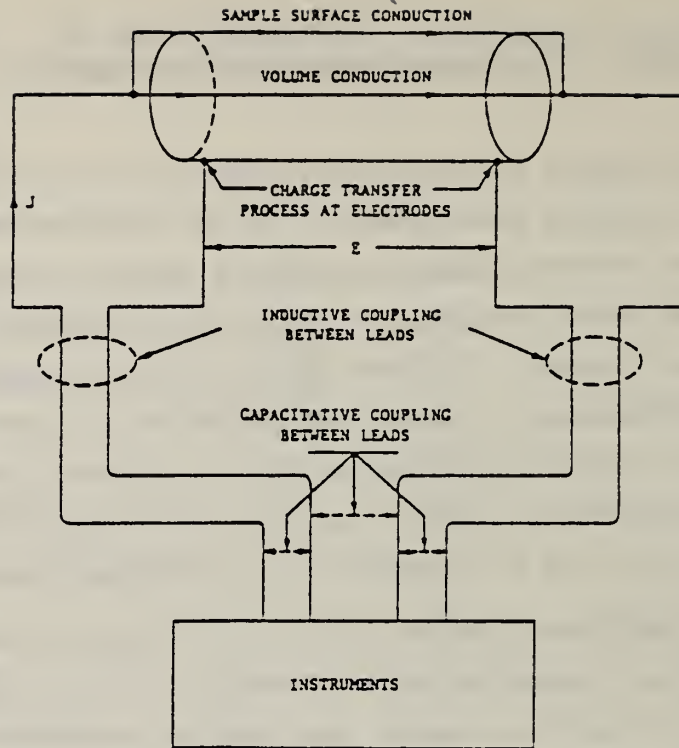 SAMPLE SURFACE CONDUCTION
VOLUME CONDUCTION
CHARGE TRANSFER
PROCESS AT ELECTRODES
J
E
INDUCTIVE COUPLING
BETWEEN LEADS
CAPACITATIVE COUPLING
BETWEEN LEADS
INSTRUMENTS